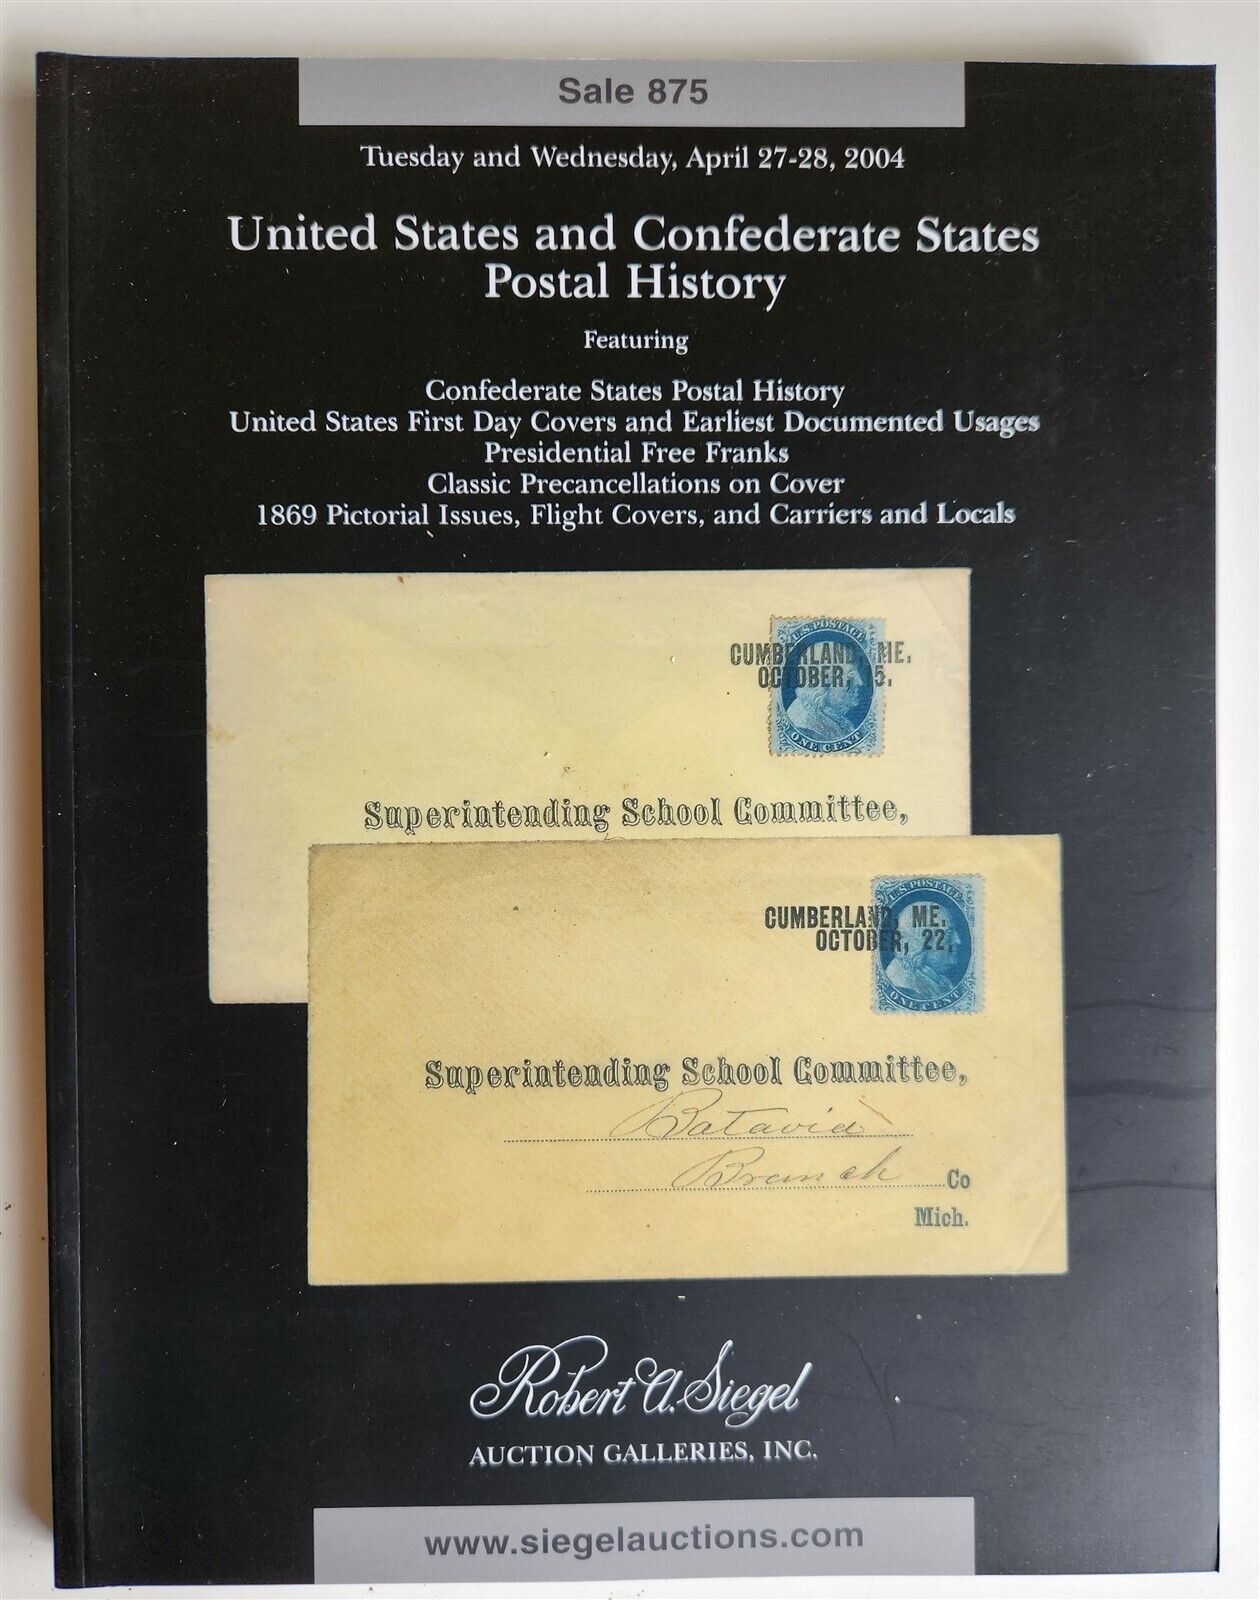 Sale 875
Tuesday and Wednesday, April 27-28, 2004
United States and Confederate States
Postal History
Featuring
Confederate States Postal History
United States First Day Covers and Earliest Documented Usages
Presidential Free Franks
Classic Precancellations on Cover
1869 Pictorial Issues, Flight Covers, and Carriers and Locals
U.S. POSTAGE
CUMBERLAND, ME.
OCTOBER, 5.
ONE CENT
Superintending School Committee,
U.S. POSTAGE
CUMBERLAND, ME.
OCTOBER, 22,
ONE CENT
Superintending School Committee,
Batavia
Branch Co
Mich.
Robert A. Siegel
AUCTION GALLERIES, INC.
www.siegelauctions.com